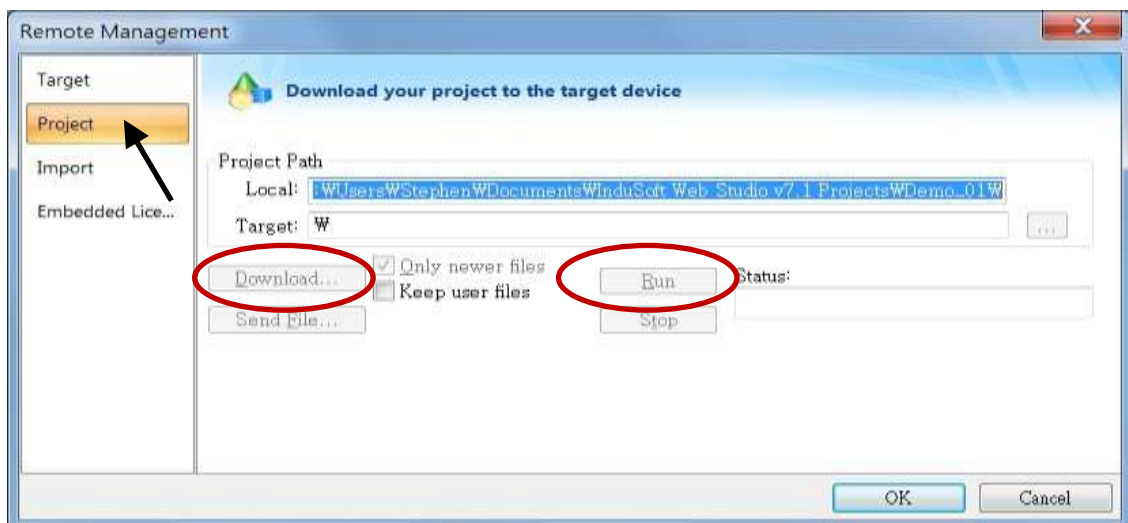 Remote Management
Target
Project
Import
Embedded Lice...
Download your project to the target device
Project Path
Local: :₩Users₩Stephen₩Documents₩InduSoft Web Studio v7.1 Projects₩Demo_01₩
Target: ₩
...
Download...
Only newer files
Keep user files
Send File...
Run
Stop
Status:
OK
Cancel